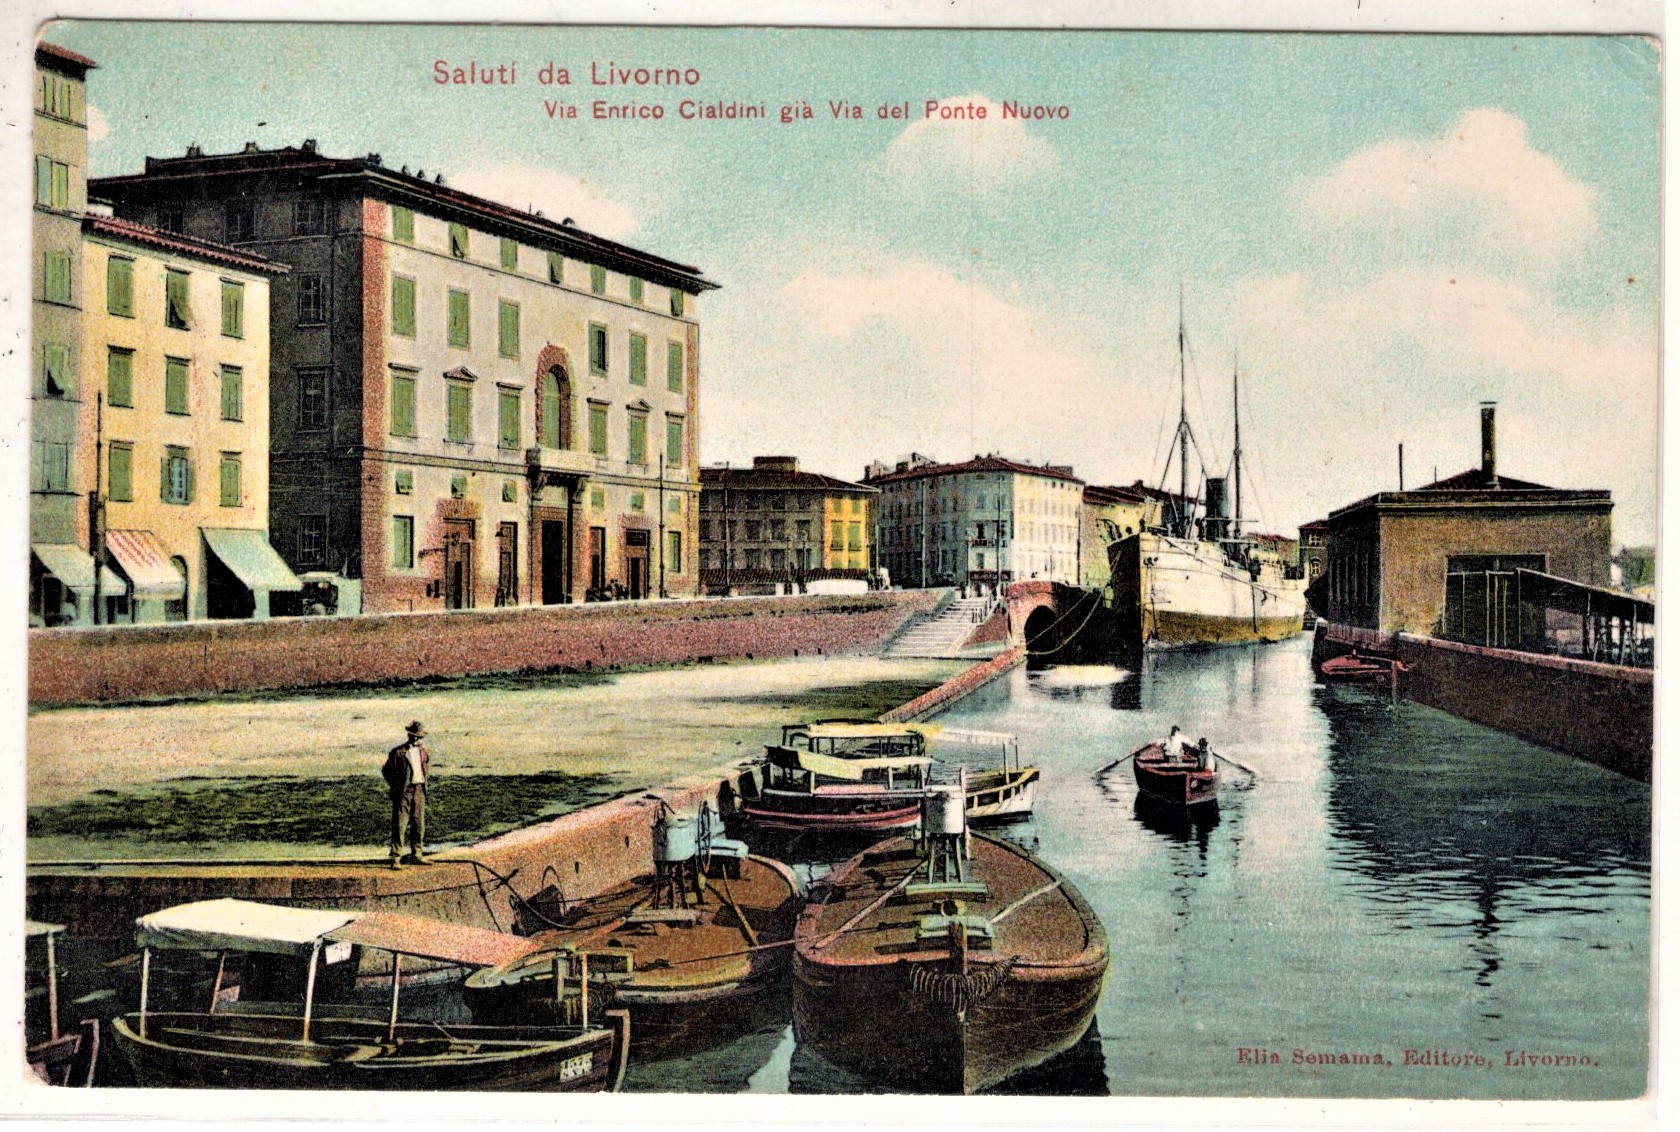 Saluti da Livorno
Via Enrico Cialdini già Via del Ponte Nuovo
Elia Semama, Editore, Livorno.